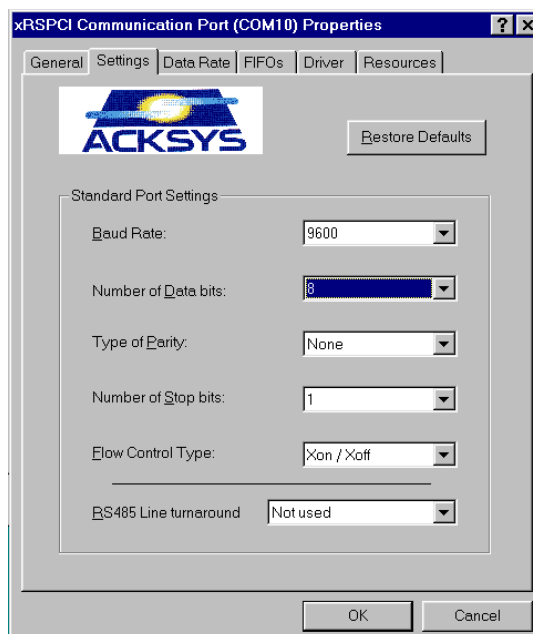 xRSPCI Communication Port (COM10) Properties
General Settings Data Rate FIFOs Driver Resources
ACKSYS
Restore Defaults
Standard Port Settings
Baud Rate: 9600
Number of Data bits: 8
Type of Parity: None
Number of Stop bits: 1
Flow Control Type: Xon / Xoff
RS485 Line turnaround Not used
OK Cancel